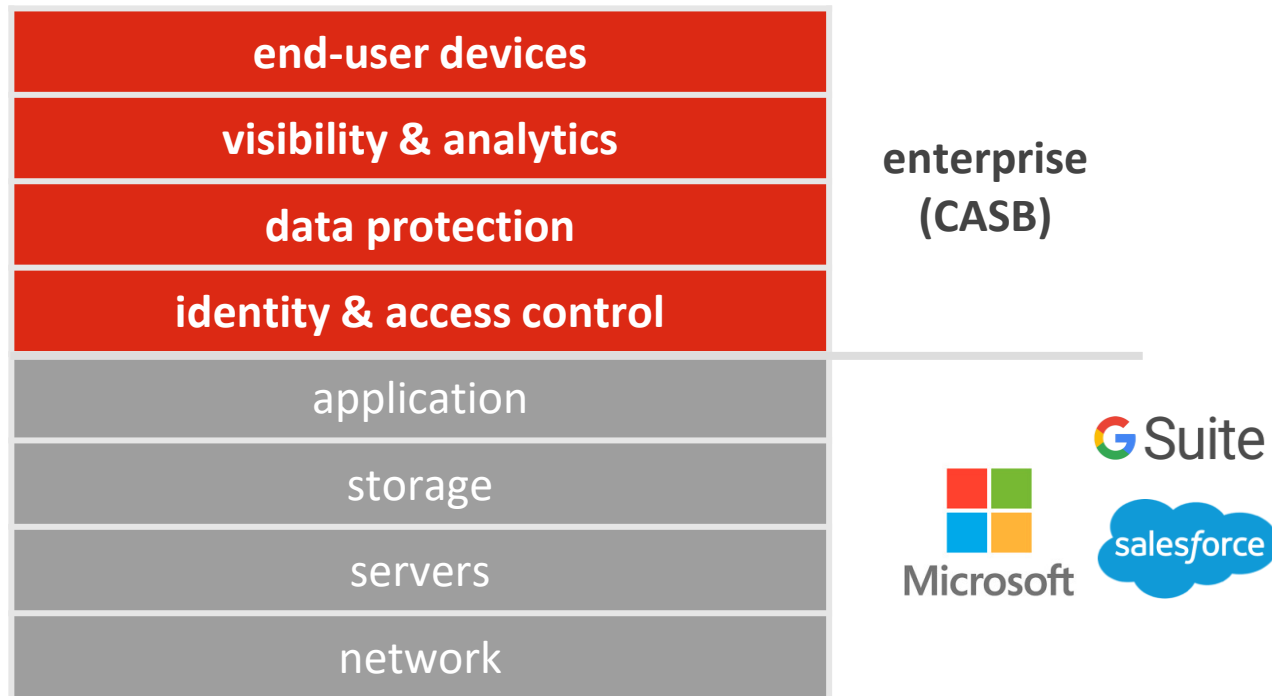 end-user devices
visibility & analytics
data protection
identity & access control
enterprise
(CASB)
application
storage
servers
network
G Suite
Microsoft
salesforce